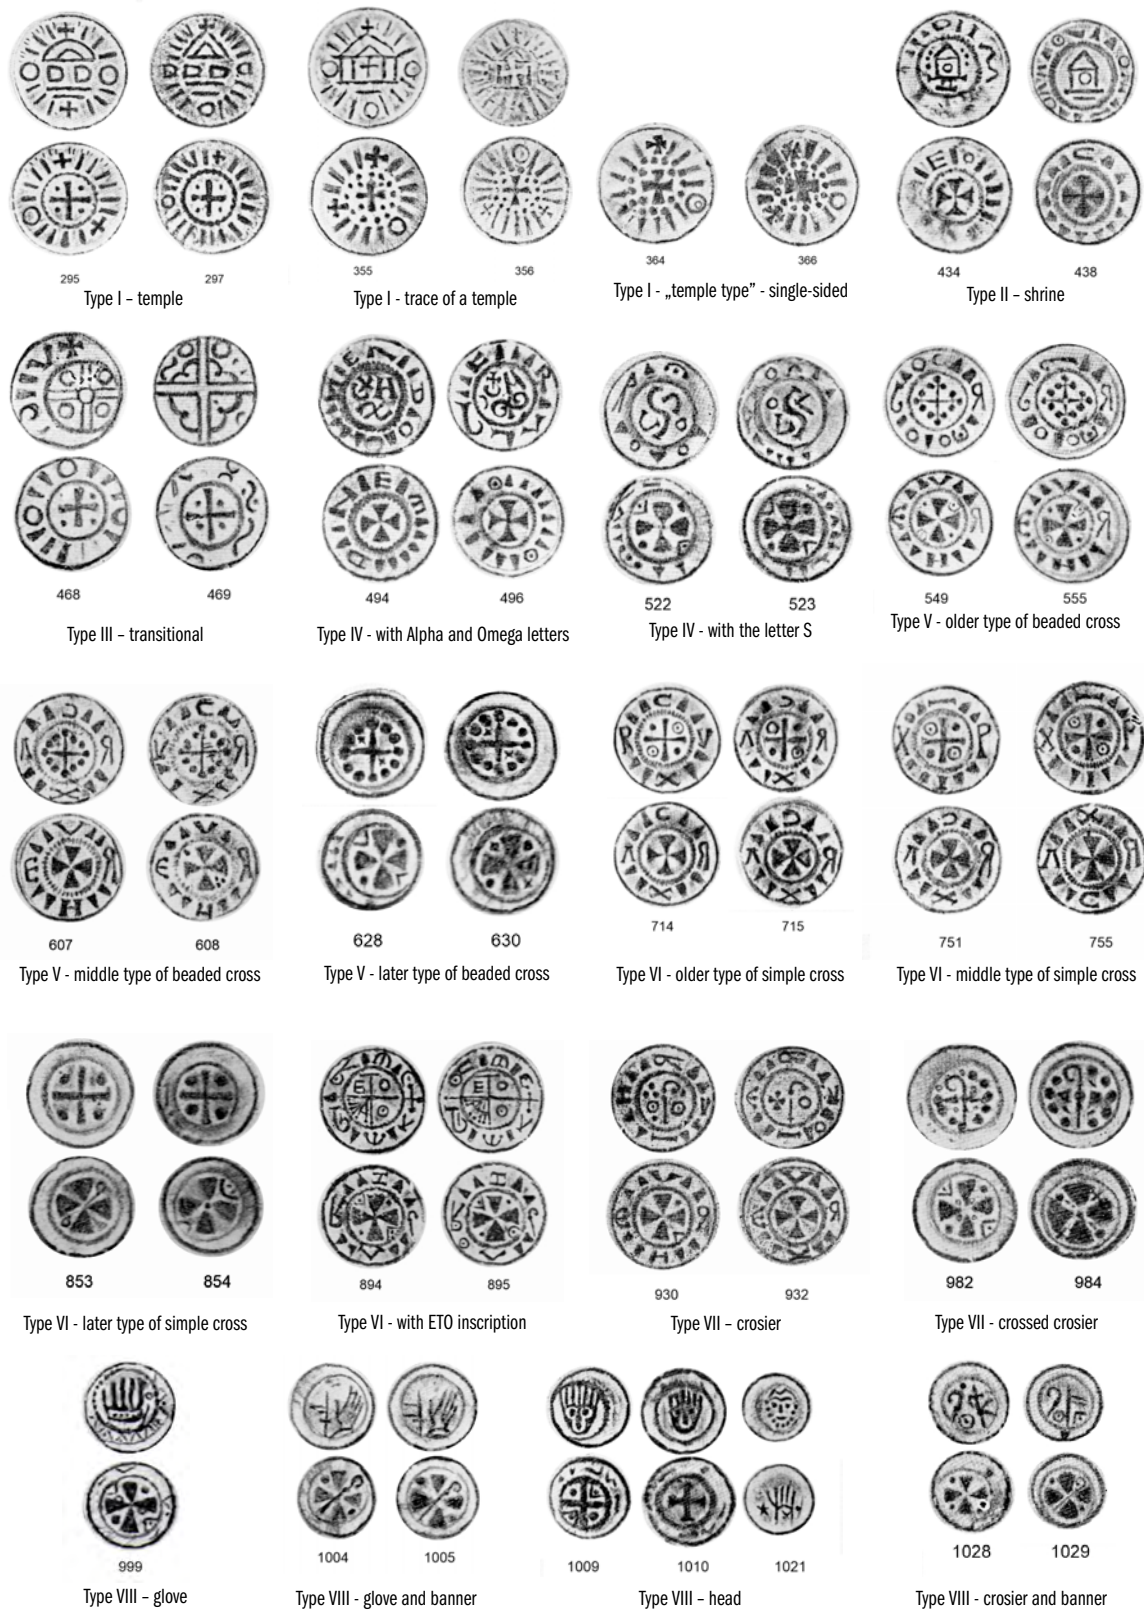 295 297 355 356 364 366 434 438
Type I – temple
Type I - trace of a temple
Type I - „temple type” - single-sided
Type II – shrine
468 469 494 496 522 523 549 555
Type III – transitional
Type IV - with Alpha and Omega letters
Type IV - with the letter S
Type V - older type of beaded cross
607 608 628 630 714 715 751 755
Type V - middle type of beaded cross
Type V - later type of beaded cross
Type VI - older type of simple cross
Type VI - middle type of simple cross
853 854 894 895 930 932 982 984
Type VI - later type of simple cross
Type VI - with ETO inscription
Type VII – crosier
Type VII - crossed crosier
999 1004 1005 1009 1010 1021 1028 1029
Type VIII – glove
Type VIII - glove and banner
Type VIII – head
Type VIII - crosier and banner